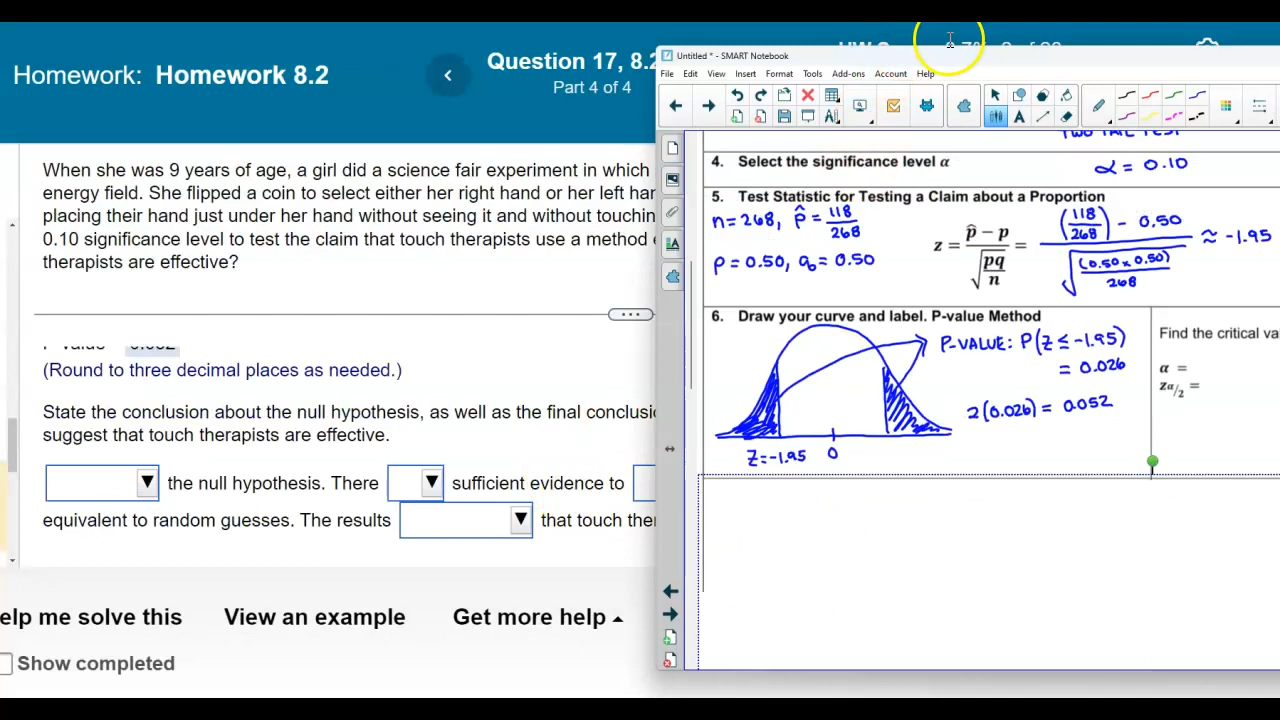 Homework: Homework 8.2
Question 17, 8.2
Part 4 of 4
When she was 9 years of age, a girl did a science fair experiment in which
energy field. She flipped a coin to select either her right hand or her left han
placing their hand just under her hand without seeing it and without touchin
0.10 significance level to test the claim that touch therapists use a method
therapists are effective?
(Round to three decimal places as needed.)
State the conclusion about the null hypothesis, as well as the final conclusio
suggest that touch therapists are effective.
the null hypothesis. There sufficient evidence to
equivalent to random guesses. The results that touch ther
elp me solve this View an example Get more help
Show completed
Untitled * - SMART Notebook
File Edit View Insert Format Tools Add-ons Account Help
TWO TAIL TEST
4. Select the significance level α
α = 0.10
5. Test Statistic for Testing a Claim about a Proportion
n = 268, p̂ = 118/268
p = 0.50, q = 0.50
z = (p̂ − p)/√(pq/n) = ((118/268) − 0.50)/√((0.50 x 0.50)/268) ≈ -1.95
6. Draw your curve and label. P-value Method
P-VALUE: P(Z ≤ -1.95)
= 0.026
2(0.026) = 0.052
Z=-1.95 0
Find the critical va
α =
zα/2 =